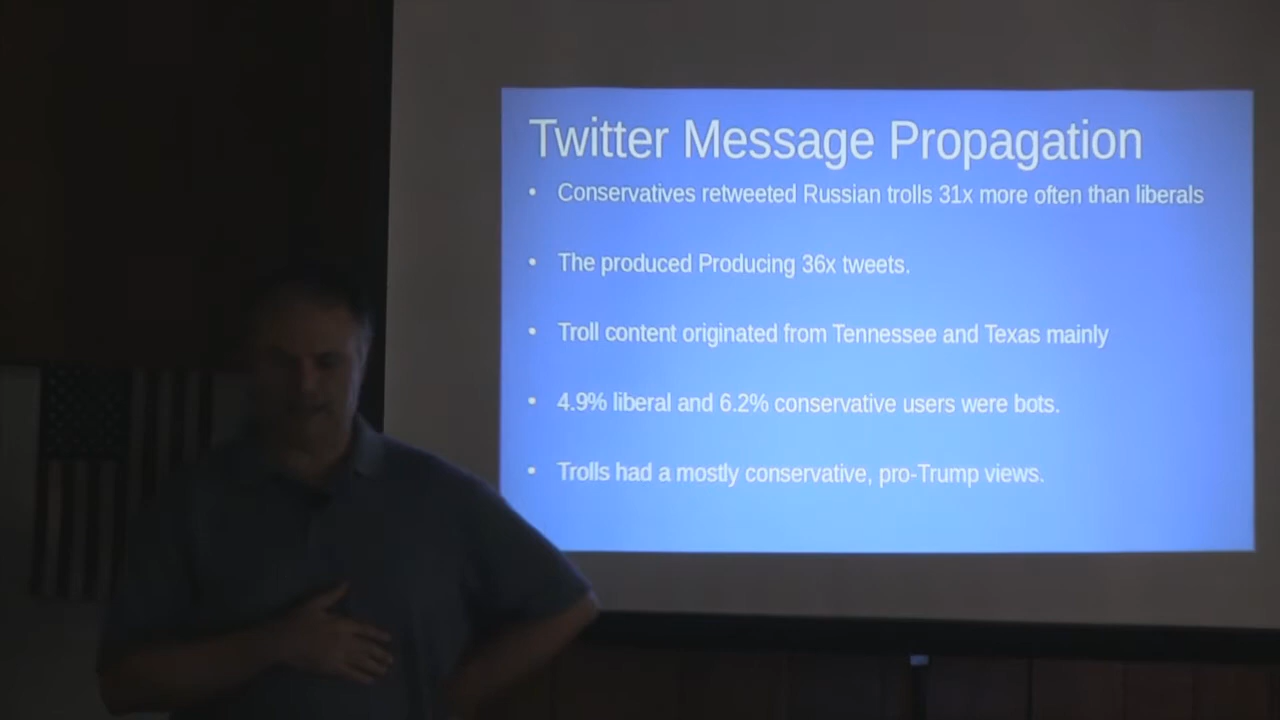 Twitter Message Propagation
• Conservatives retweeted Russian trolls 31x more often than liberals
• The produced Producing 36x tweets.
• Troll content originated from Tennessee and Texas mainly
• 4.9% liberal and 6.2% conservative users were bots.
• Trolls had a mostly conservative, pro-Trump views.